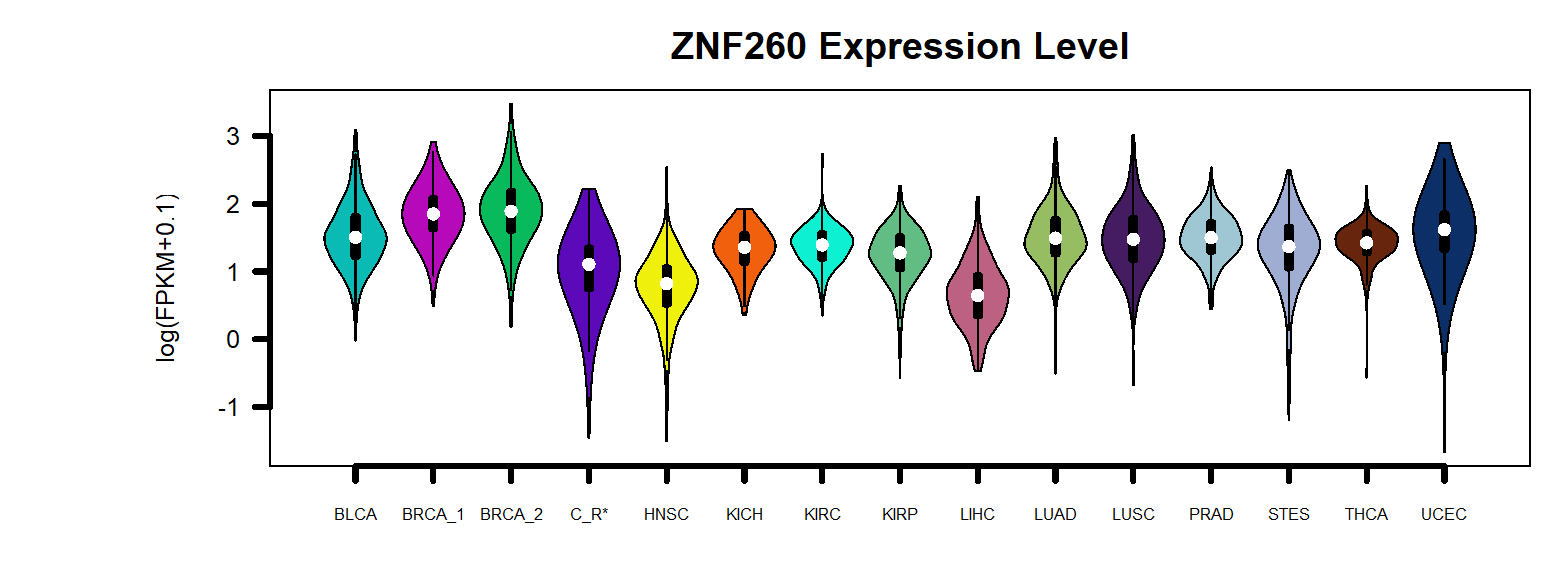 ZNF260 Expression Level
log(FPKM+0.1)
3
2
1
0
-1
BLCA BRCA_1 BRCA_2 C_R* HNSC KICH KIRC KIRP LIHC LUAD LUSC PRAD STES THCA UCEC